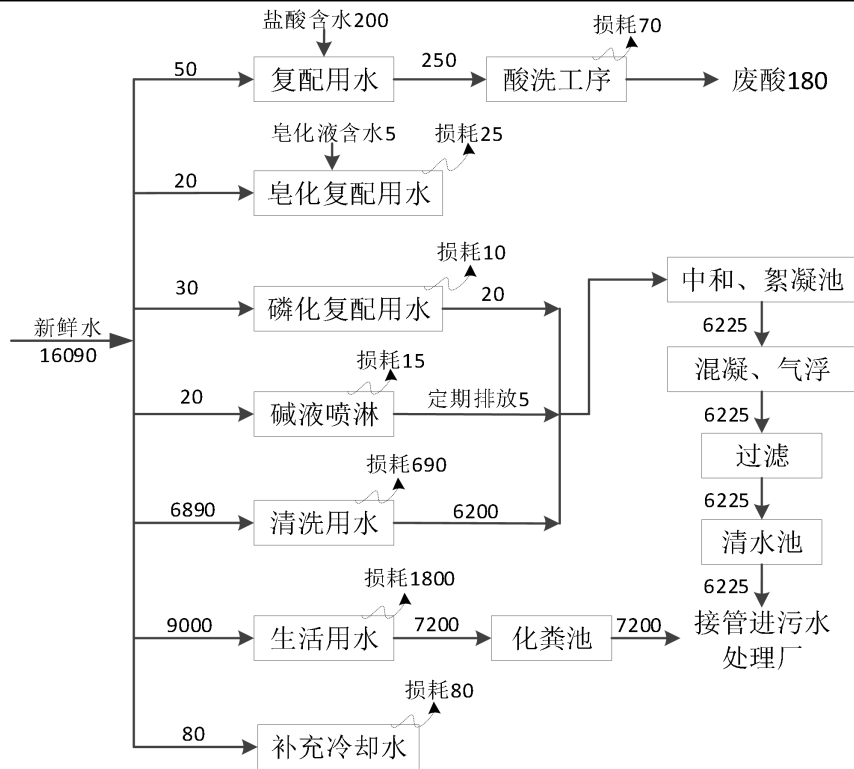 盐酸含水200
损耗70
50
复配用水
250
酸洗工序
废酸180
皂化液含水5
损耗25
20
皂化复配用水
损耗10
30
磷化复配用水
20
中和、絮凝池
新鲜水
16090
6225
损耗15
混凝、气浮
20
碱液喷淋
定期排放5
6225
过滤
损耗690
6890
清洗用水
6200
6225
清水池
损耗1800
6225
9000
生活用水
7200
化粪池
7200
接管进污水
处理厂
损耗80
80
补充冷却水